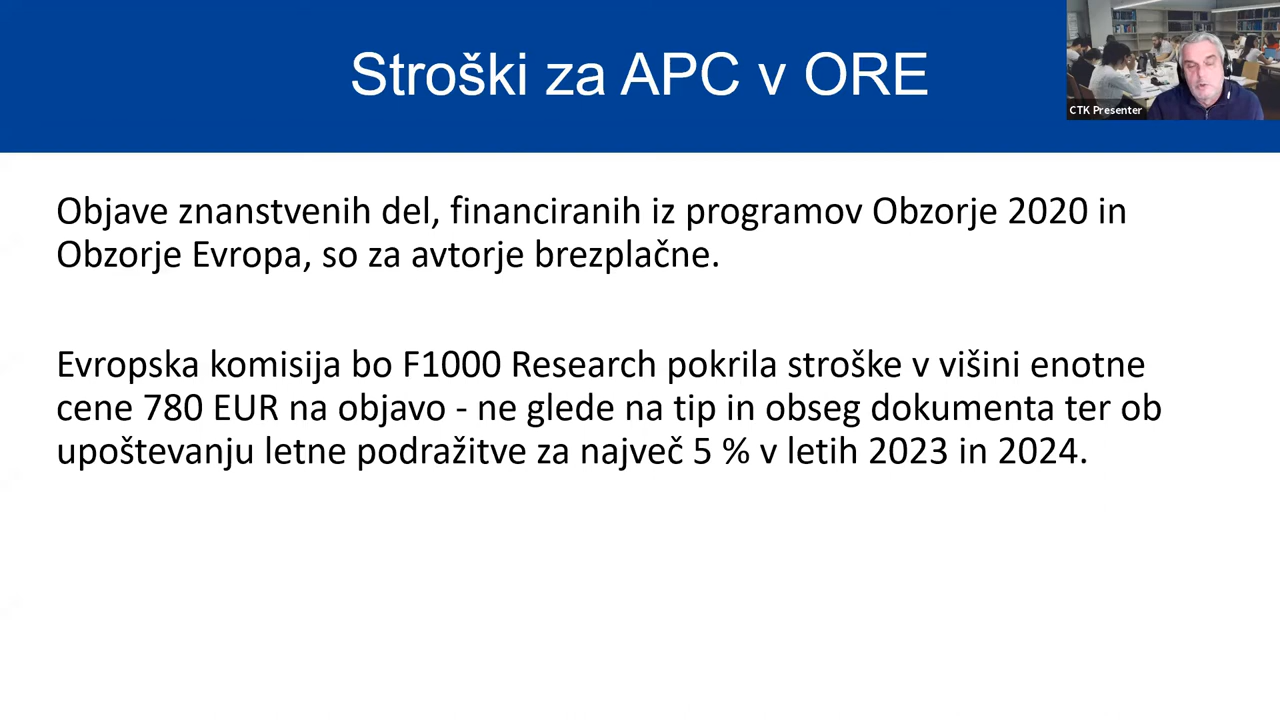 Stroški za APC v ORE
CTK Presenter
Objave znanstvenih del, financiranih iz programov Obzorje 2020 in
Obzorje Evropa, so za avtorje brezplačne.
Evropska komisija bo F1000 Research pokrila stroške v višini enotne
cene 780 EUR na objavo - ne glede na tip in obseg dokumenta ter ob
upoštevanju letne podražitve za največ 5 % v letih 2023 in 2024.